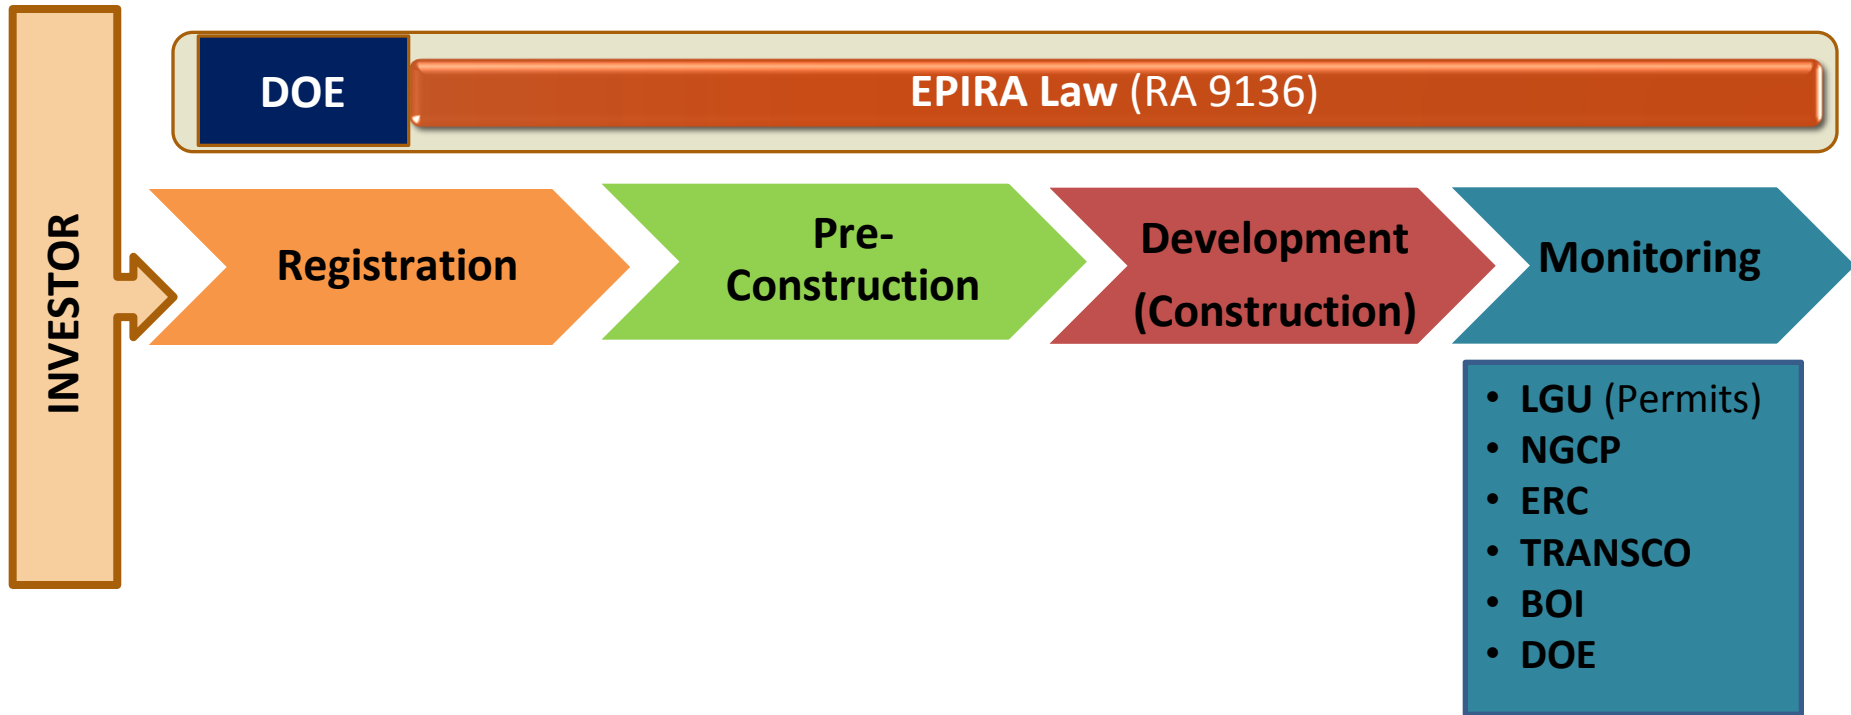 INVESTOR
DOE
EPIRA Law (RA 9136)
Registration
Pre-
Construction
Development
(Construction)
Monitoring
• LGU (Permits)
• NGCP
• ERC
• TRANSCO
• BOI
• DOE